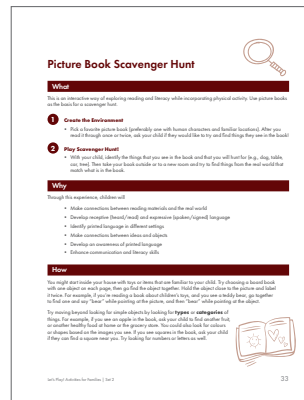 Picture Book Scavenger Hunt
What
This is an interactive way of exploring reading and literacy while incorporating physical activity. Use picture books
as the basis for a scavenger hunt.
1 Create the Environment
• Pick a favorite picture book (preferably one with human characters and familiar locations). After you
read it through once or twice, ask your child if they would like to try and find things they see in the book!
2 Play Scavenger Hunt!
• With your child, identify the things that you see in the book and that you will hunt for (e.g., dog, table,
car, tree). Then take your book outside or to a new room and try to find things from the real world that
match what is in the book.
Why
Through this experience, children will
• Make connections between reading materials and the real world
• Develop receptive (heard/read) and expressive (spoken/signed) language
• Identify printed language in different settings
• Make connections between ideas and objects
• Develop an awareness of printed language
• Enhance communication and literacy skills
How
You might start inside your house with toys or items that are familiar to your child. Try choosing a board book
with one object on each page, then go find the object together. Hold the object close to the picture and label
it twice. For example, if you're reading a book about children's toys, and you see a teddy bear, go together
to find one and say "bear" while pointing at the picture, and then "bear" while pointing at the object.
Try moving beyond looking for simple objects by looking for types or categories of
things. For example, if you see an apple in the book, ask your child to find another fruit,
or another healthy food at home or the grocery store. You could also look for colours
or shapes based on the images you see. If you see squares in the book, ask your child
if they can find a square near you. Try looking for numbers or letters as well.
Let's Play! Activities for Families | Set 2
33